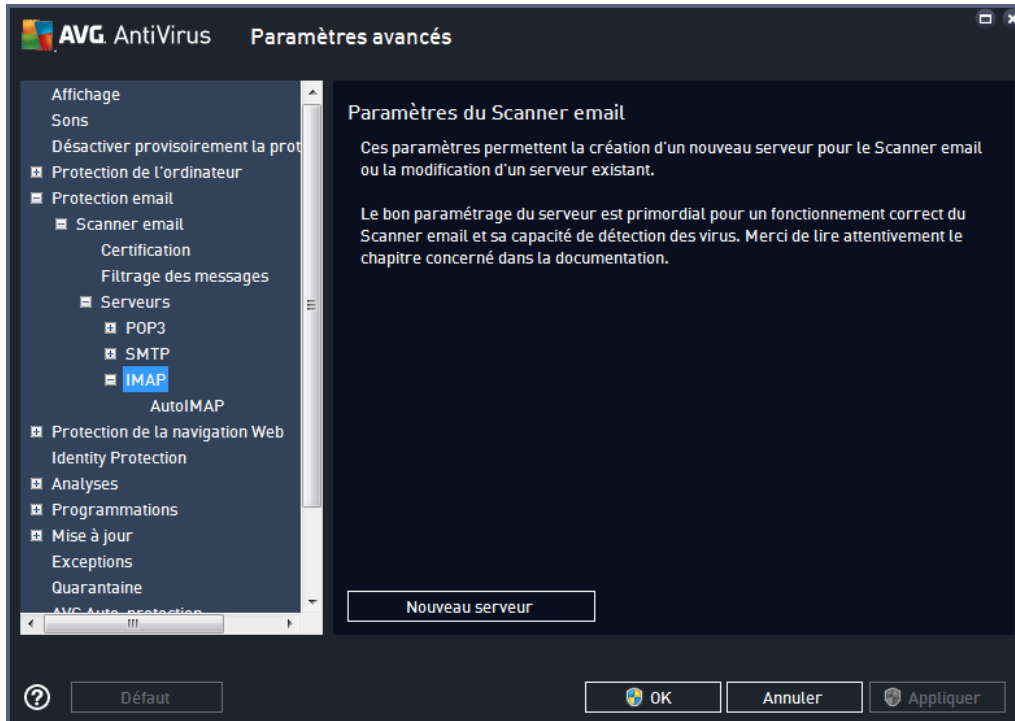 AVG. AntiVirus Paramètres avancés
Affichage
Sons
Désactiver provisoirement la prot
Protection de l'ordinateur
Protection email
Scanner email
Certification
Filtrage des messages
Serveurs
POP3
SMTP
IMAP
AutoIMAP
Protection de la navigation Web
Identity Protection
Analyses
Programmations
Mise à jour
Exceptions
Quarantaine
AVG Auto-protection
Paramètres du Scanner email
Ces paramètres permettent la création d'un nouveau serveur pour le Scanner email
ou la modification d'un serveur existant.
Le bon paramétrage du serveur est primordial pour un fonctionnement correct du
Scanner email et sa capacité de détection des virus. Merci de lire attentivement le
chapitre concerné dans la documentation.
Nouveau serveur
Défaut
OK
Annuler
Appliquer